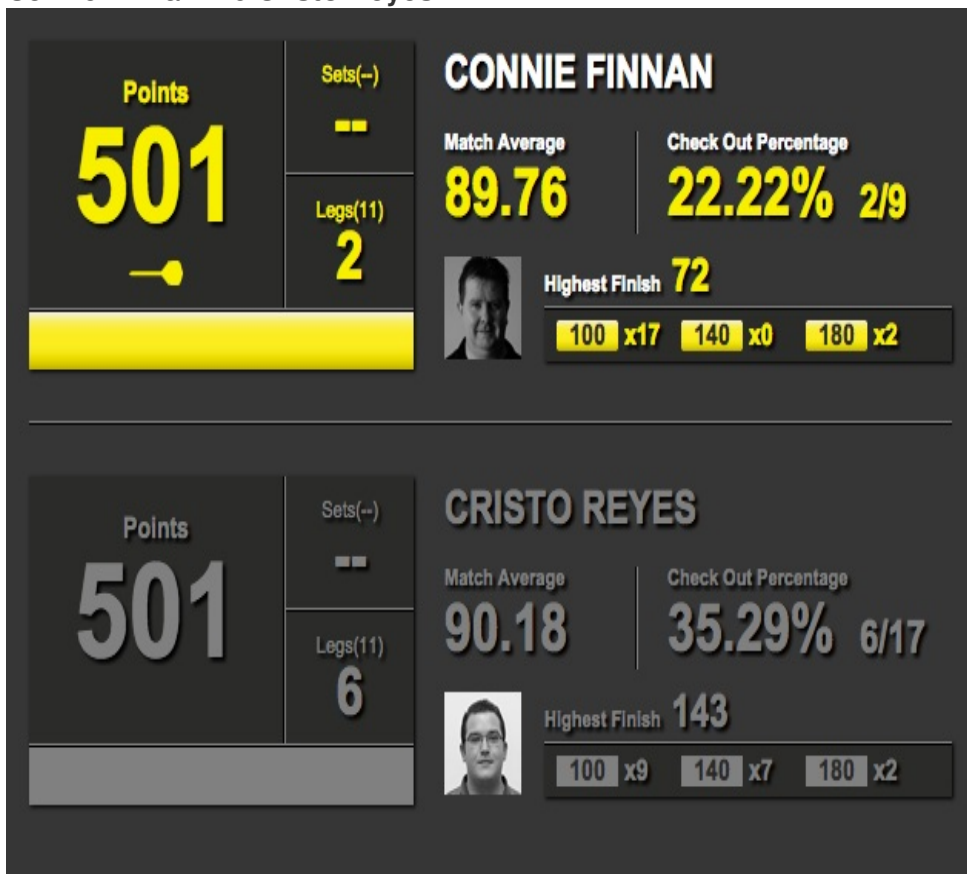 CONNIE FINNAN
Points
501
Sets(--)
--
Legs(11)
2
Match Average
89.76
Check Out Percentage
22.22% 2/9
Highest Finish 72
100 x17 140 x0 180 x2
CRISTO REYES
Points
501
Sets(--)
--
Legs(11)
6
Match Average
90.18
Check Out Percentage
35.29% 6/17
Highest Finish 143
100 x9 140 x7 180 x2